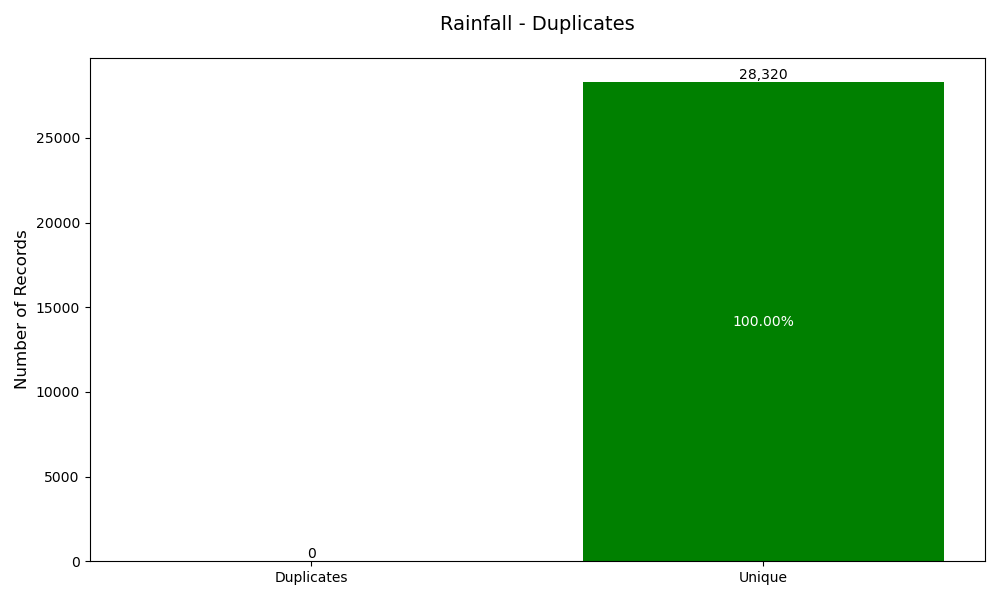 Rainfall - Duplicates
28,320
25000
20000
15000
10000
5000
0
Number of Records
100.00%
0
Duplicates
Unique